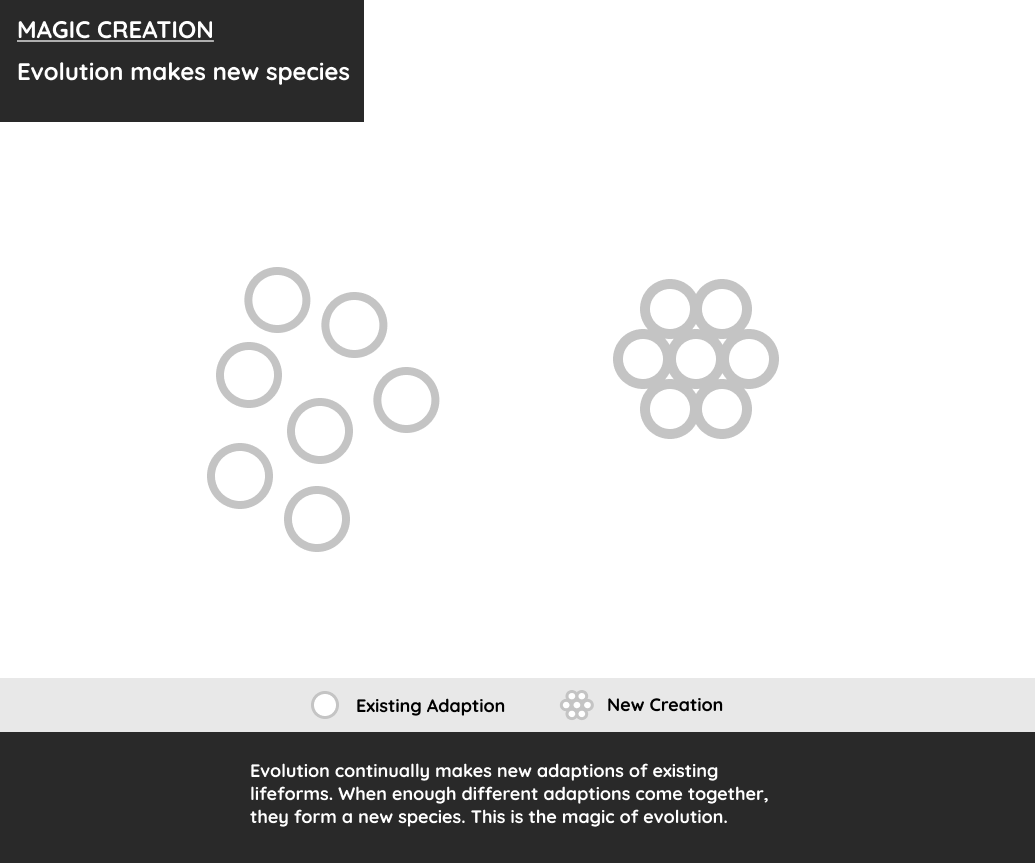 MAGIC CREATION
Evolution makes new species
Existing Adaption
New Creation
Evolution continually makes new adaptions of existing
lifeforms. When enough different adaptions come together,
they form a new species. This is the magic of evolution.